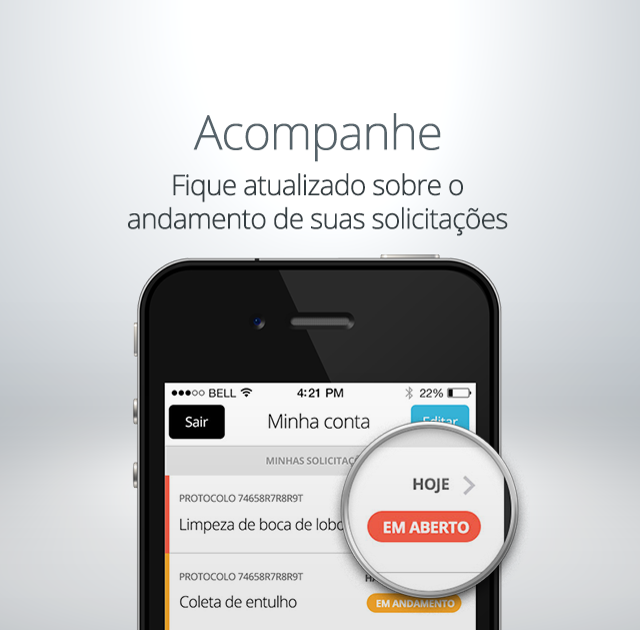 Acompanhe
Fique atualizado sobre o
andamento de suas solicitações
BELL 4:21 PM 22%
Sair Minha conta Editar
MINHAS SOLICITAÇ
HOJE
PROTOCOLO 74658R7R8R9T
Limpeza de boca de lobo
EM ABERTO
PROTOCOLO 74658R7R8R9T
Coleta de entulho
EM ANDAMENTO